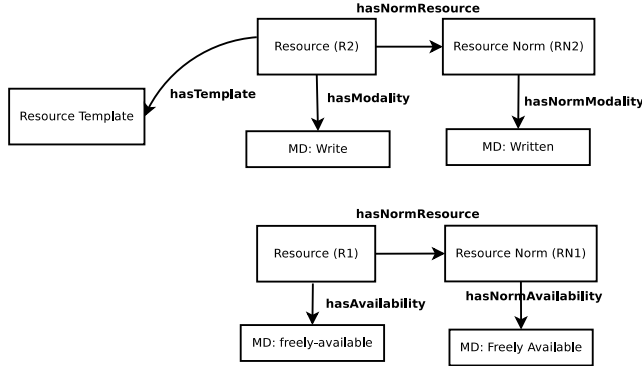 hasNormResource
Resource (R2)
Resource Norm (RN2)
hasTemplate
hasModality
hasNormModality
Resource Template
MD: Write
MD: Written
hasNormResource
Resource (R1)
Resource Norm (RN1)
hasAvailability
hasNormAvailability
MD: freely-available
MD: Freely Available